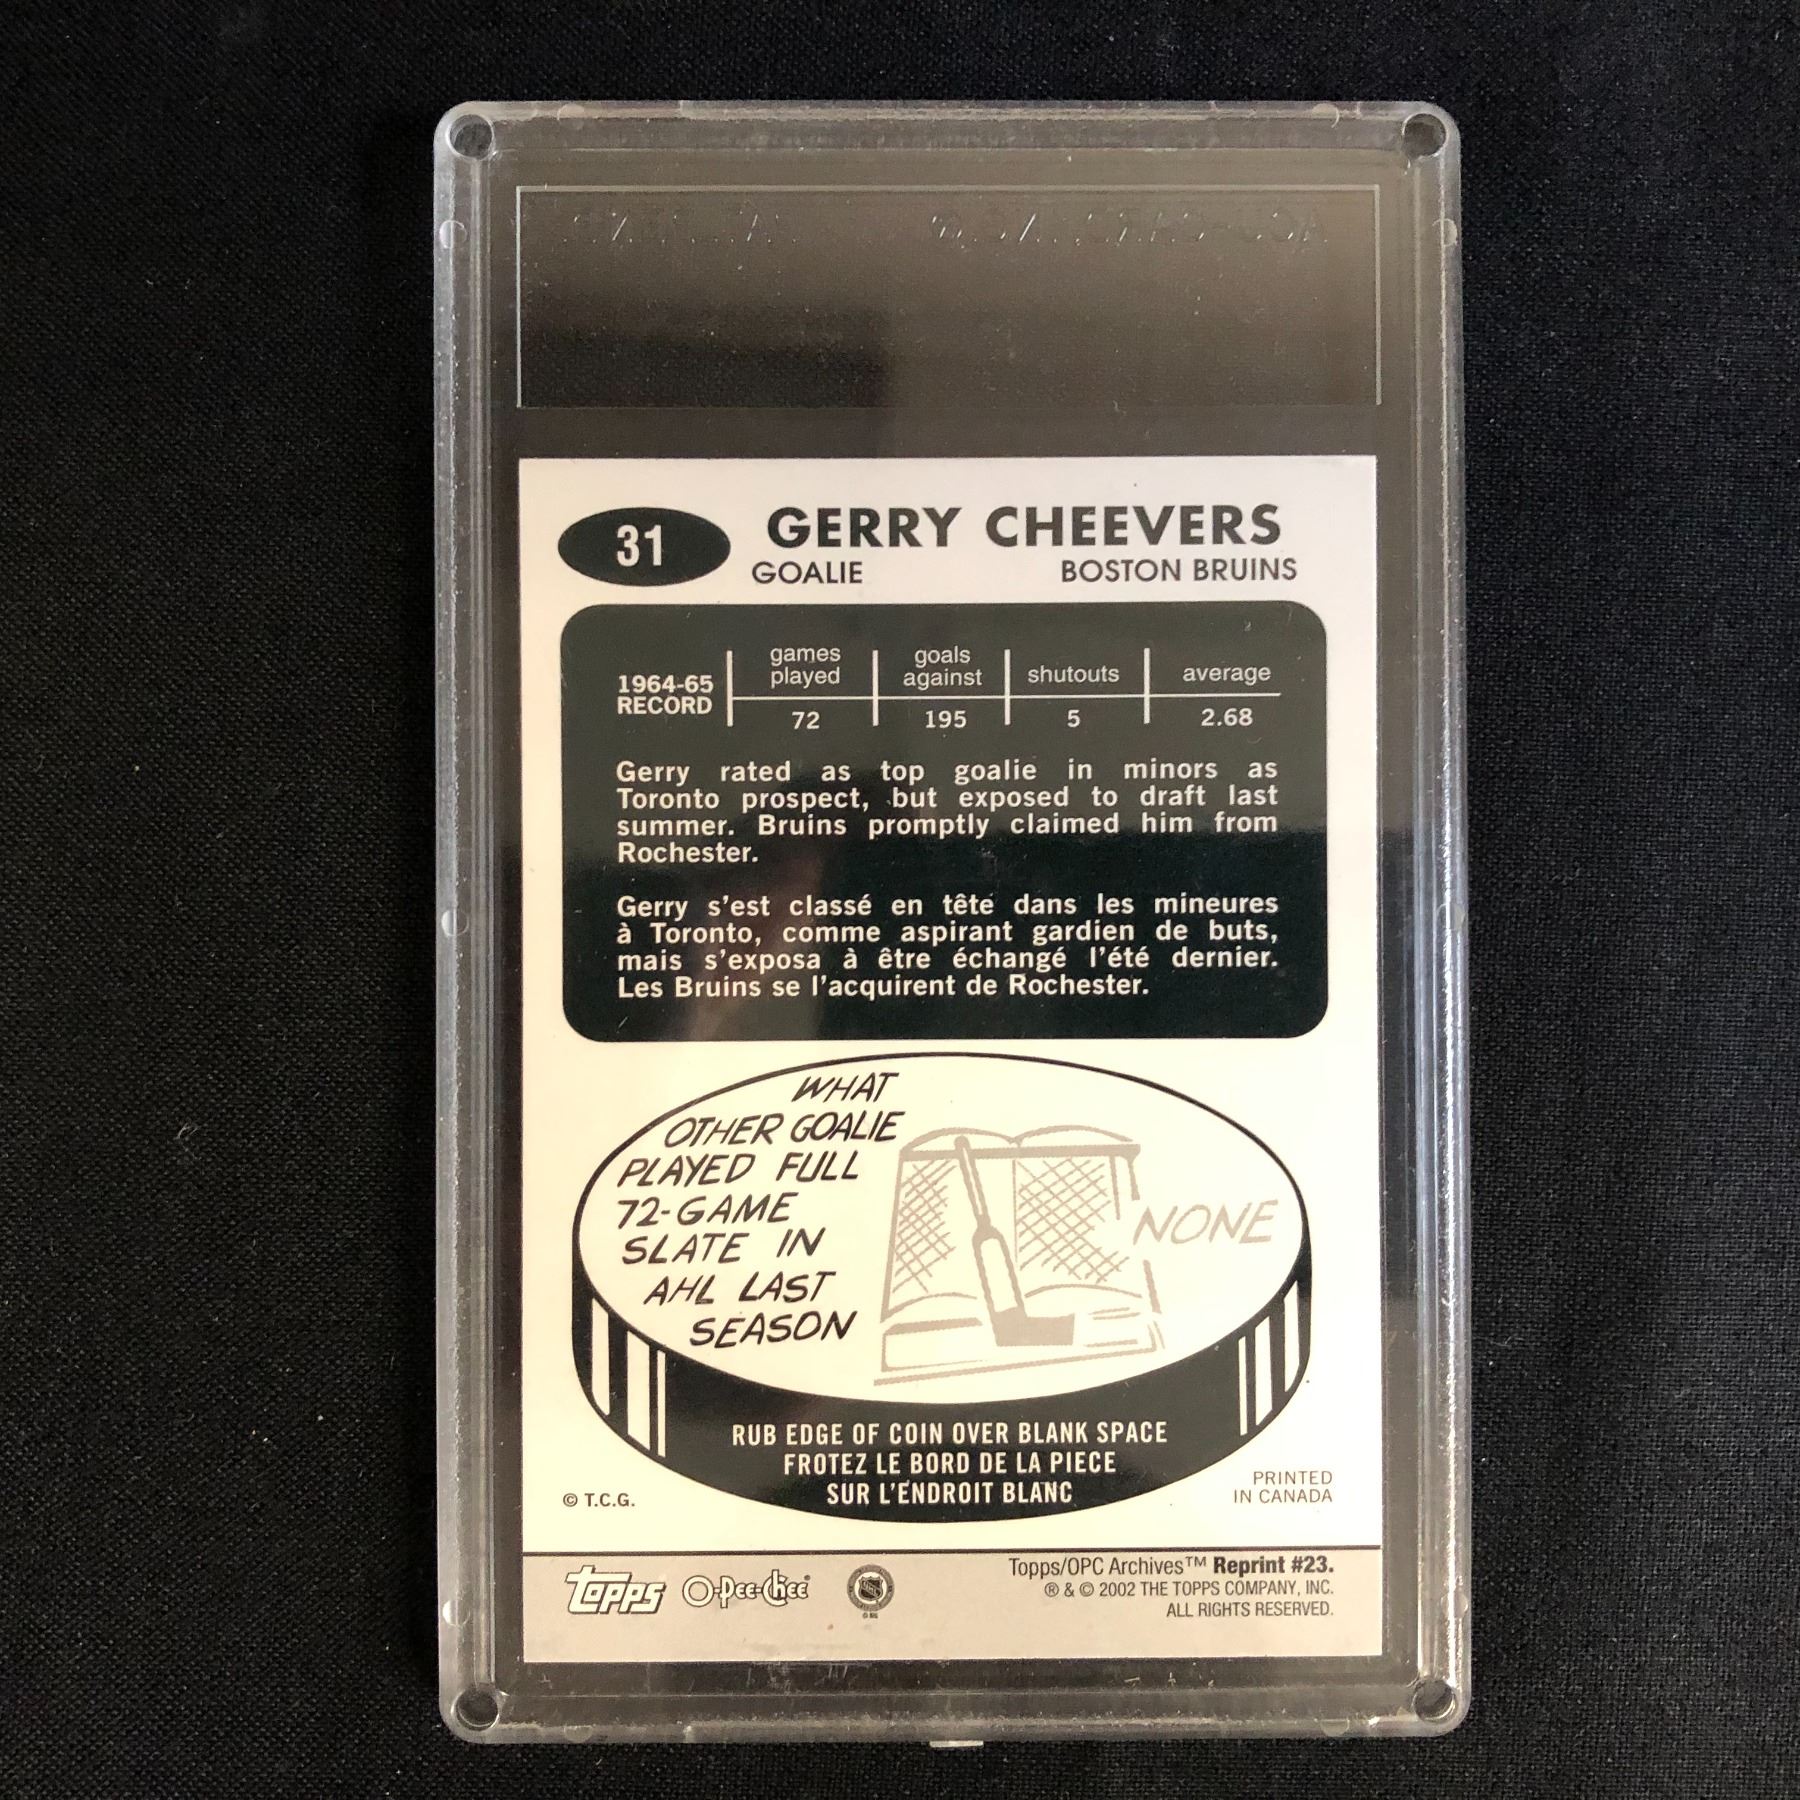 31 GERRY CHEEVERS
GOALIE BOSTON BRUINS
1964-65 RECORD
games played
goals against
shutouts
average
72 195 5 2.68
Gerry rated as top goalie in minors as
Toronto prospect, but exposed to draft last
summer. Bruins promptly claimed him from
Rochester.
Gerry s'est classé en tête dans les mineures
à Toronto, comme aspirant gardien de buts,
mais s'exposa à être échangé l'été dernier.
Les Bruins se l'acquirent de Rochester.
WHAT
OTHER GOALIE
PLAYED FULL
72-GAME
SLATE IN
AHL LAST
SEASON
NONE
RUB EDGE OF COIN OVER BLANK SPACE
FROTEZ LE BORD DE LA PIECE
SUR L'ENDROIT BLANC
© T.C.G.
PRINTED
IN CANADA
Topps O-Pee-Chee NHL
Topps/OPC Archives™ Reprint #23.
® & © 2002 THE TOPPS COMPANY, INC.
ALL RIGHTS RESERVED.